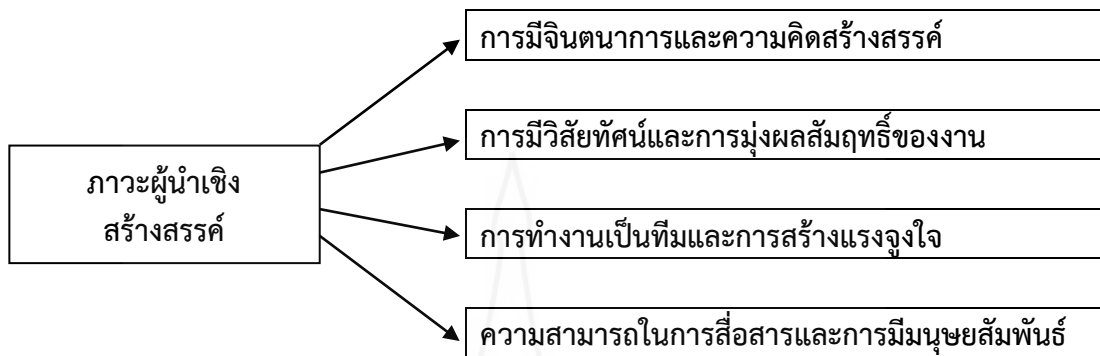 การมีจินตนาการและความคิดสร้างสรรค์
การมีวิสัยทัศน์และการมุ่งผลสัมฤทธิ์ของงาน
ภาวะผู้นำเชิง
สร้างสรรค์
การทำงานเป็นทีมและการสร้างแรงจูงใจ
ความสามารถในการสื่อสารและการมีมนุษยสัมพันธ์